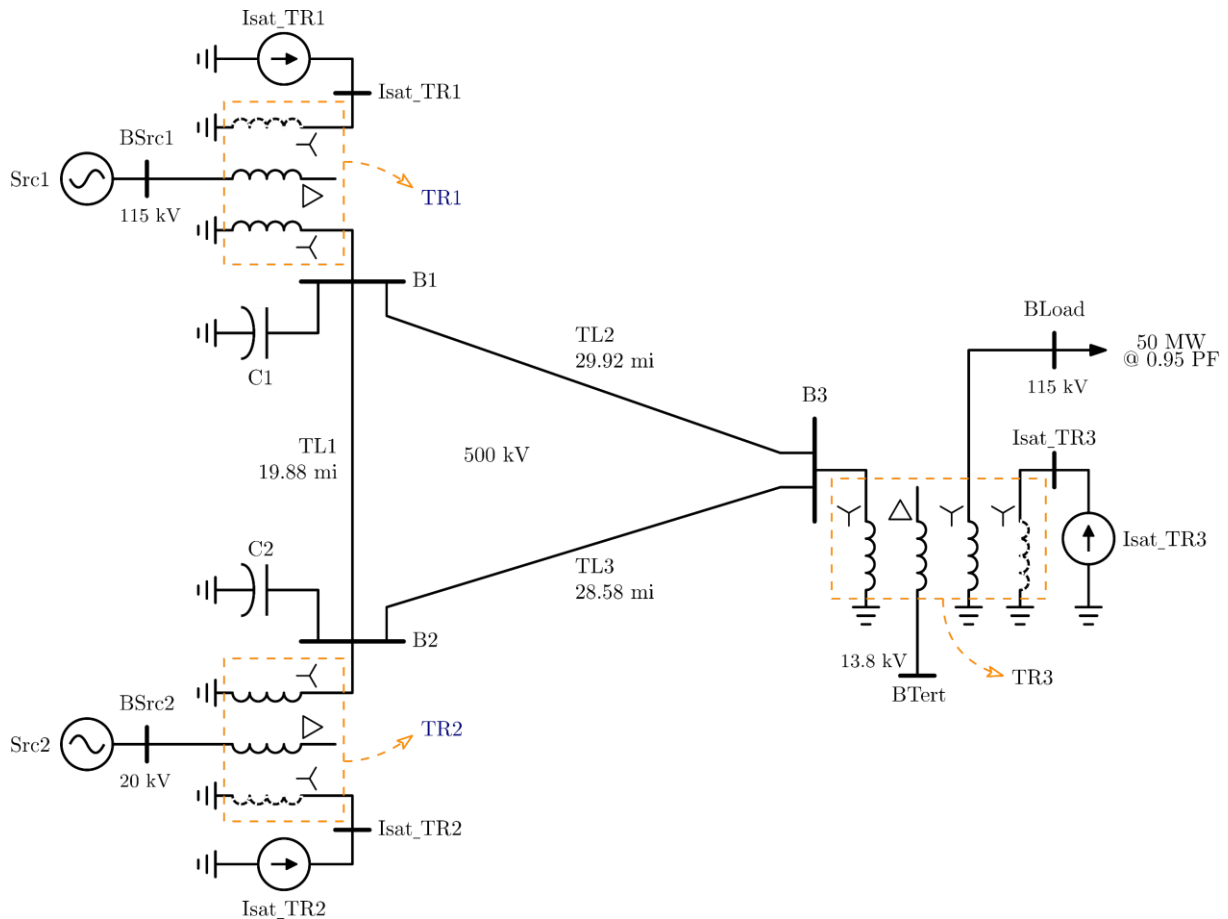 Isat_TR1
Isat_TR1
BSrc1
Src1
115 kV
TR1
B1
C1
TL2
29.92 mi
BLoad
50 MW
@ 0.95 PF
115 kV
B3
TL1
19.88 mi
500 kV
Isat_TR3
Isat_TR3
C2
TL3
28.58 mi
B2
13.8 kV
BTert
TR3
BSrc2
Src2
20 kV
TR2
Isat_TR2
Isat_TR2